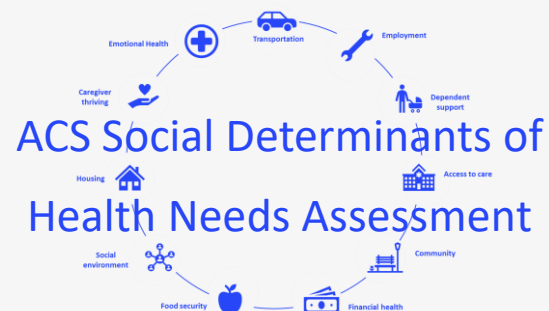 Transportation
Employment
Emotional Health
Caregiver
thriving
Dependent
support
ACS Social Determinants of
Housing
Access to care
Health Needs Assessment
Social
environment
Community
Food security
Financial health